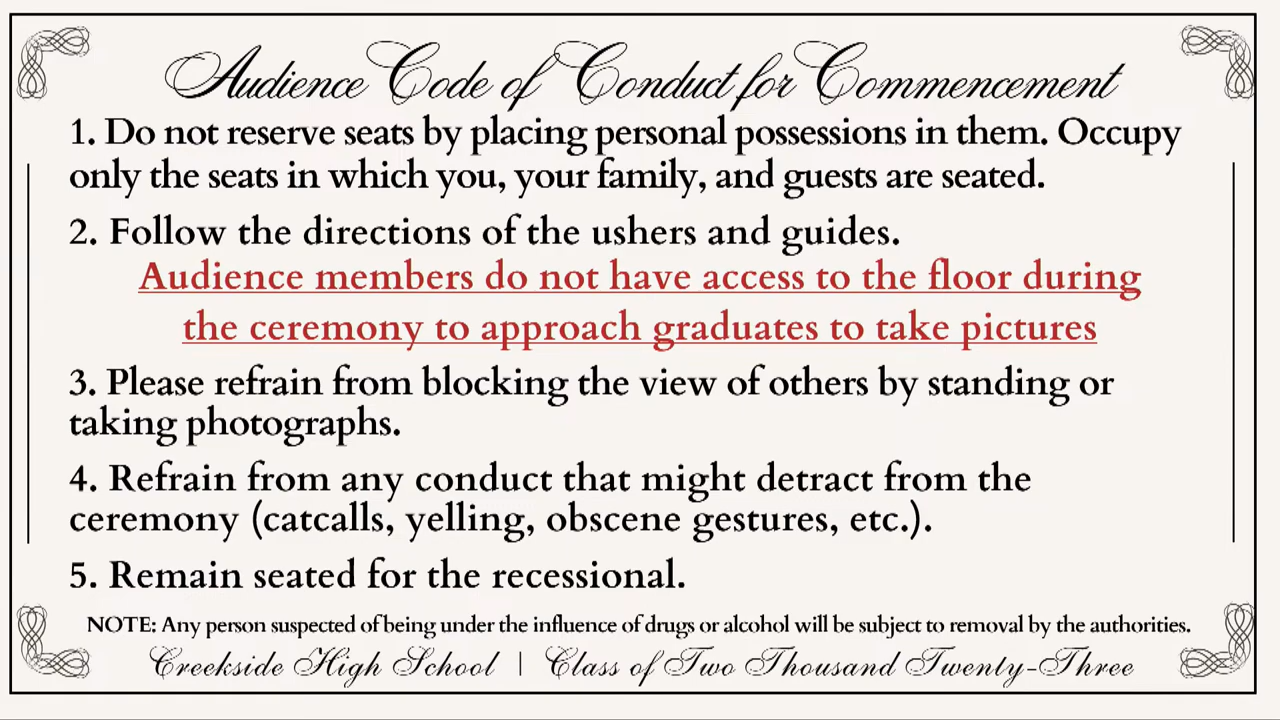 Audience Code of Conduct for Commencement
1. Do not reserve seats by placing personal possessions in them. Occupy
only the seats in which you, your family, and guests are seated.
2. Follow the directions of the ushers and guides.
Audience members do not have access to the floor during
the ceremony to approach graduates to take pictures
3. Please refrain from blocking the view of others by standing or
taking photographs.
4. Refrain from any conduct that might detract from the
ceremony (catcalls, yelling, obscene gestures, etc.).
5. Remain seated for the recessional.
NOTE: Any person suspected of being under the influence of drugs or alcohol will be subject to removal by the authorities.
Creekside High School | Class of Two Thousand Twenty-Three